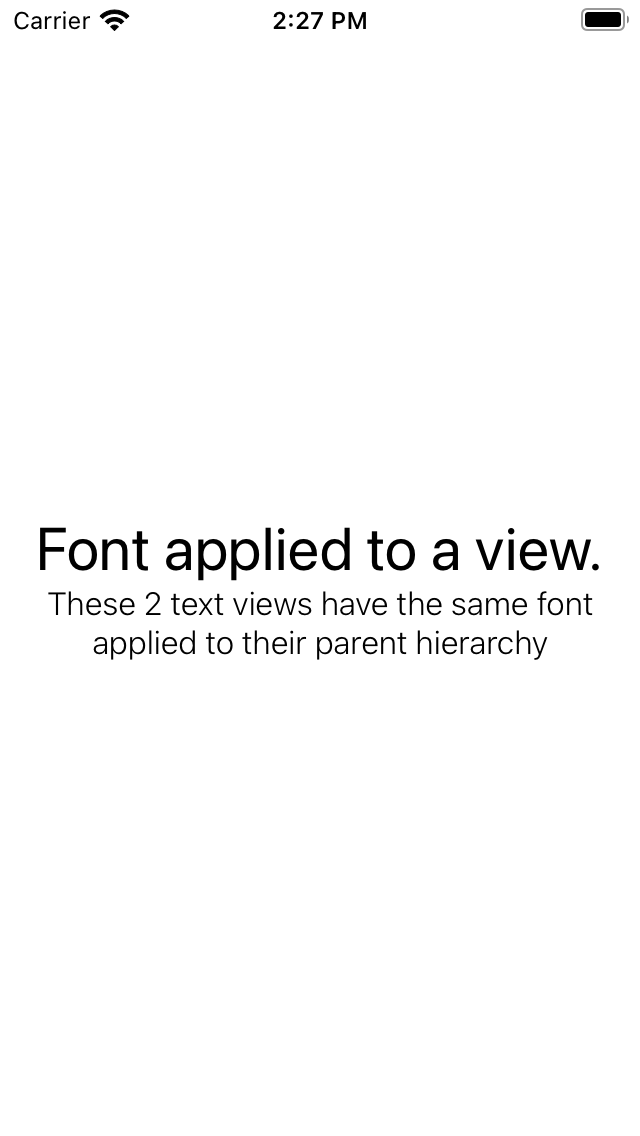 Carrier 2:27 PM
Font applied to a view.
These 2 text views have the same font
applied to their parent hierarchy